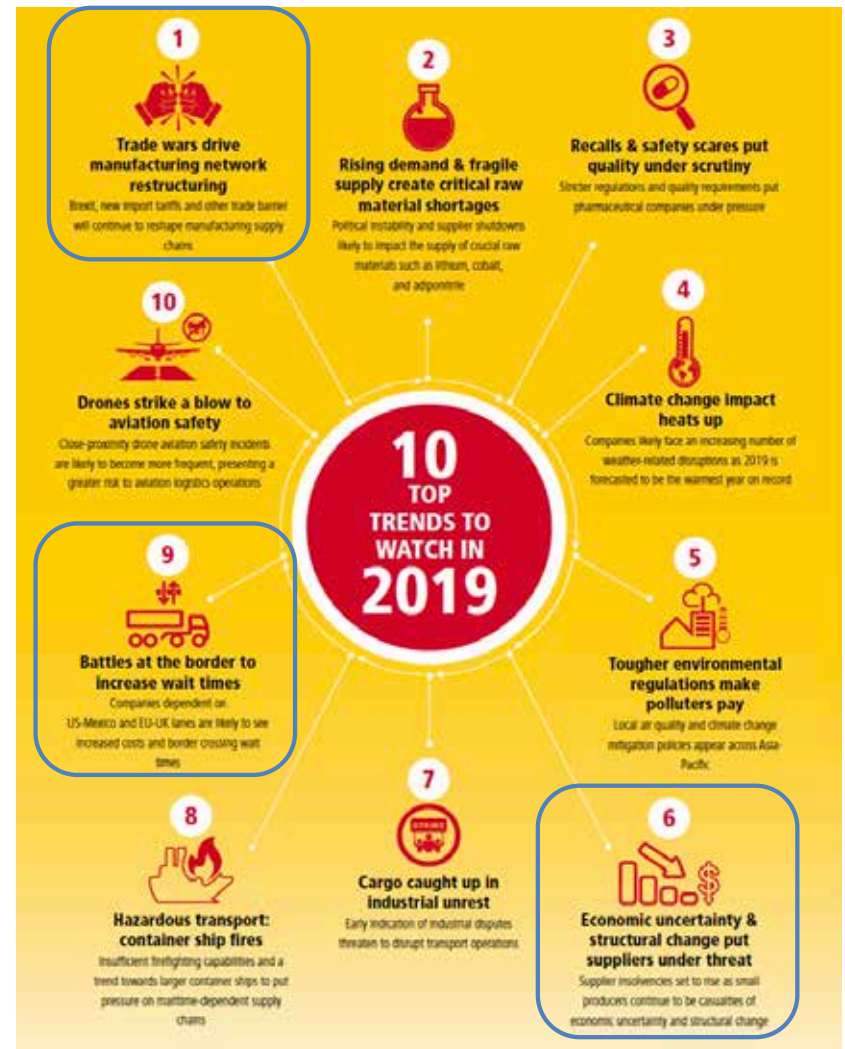 1
Trade wars drive
manufacturing network
restructuring
Brexit, new import tariffs and other trade barrier
will continue to reshape manufacturing supply
chains
2
Rising demand & fragile
supply create critical raw
material shortages
Political instability and supplier shutdowns
likely to impact the supply of crucial raw
materials such as lithium, cobalt,
and adiponitrile
3
Recalls & safety scares put
quality under scrutiny
Stricter regulations and quality requirements put
pharmaceutical companies under pressure
10
Drones strike a blow to
aviation safety
Close-proximity drone aviation safety incidents
are likely to become more frequent, presenting a
greater risk to aviation logistics operations
4
Climate change impact
heats up
Companies likely face an increasing number of
weather-related disruptions as 2019 is
forecasted to be the warmest year on record
10
TOP
TRENDS TO
WATCH IN
2019
9
Battles at the border to
increase wait times
Companies dependent on
US-Mexico and EU-UK lanes are likely to see
increased costs and border crossing wait
times
5
Tougher environmental
regulations make
polluters pay
Local air quality and climate change
mitigation policies appear across Asia-
Pacific
8
Hazardous transport:
container ship fires
Insufficient firefighting capabilities and a
trend towards larger container ships to put
pressure on maritime-dependent supply
chains
7
STRIKE
Cargo caught up in
industrial unrest
Early indication of industrial disputes
threaten to disrupt transport operations
6
$
Economic uncertainty &
structural change put
suppliers under threat
Supplier insolvencies set to rise as small
producers continue to be casualties of
economic uncertainty and structural change